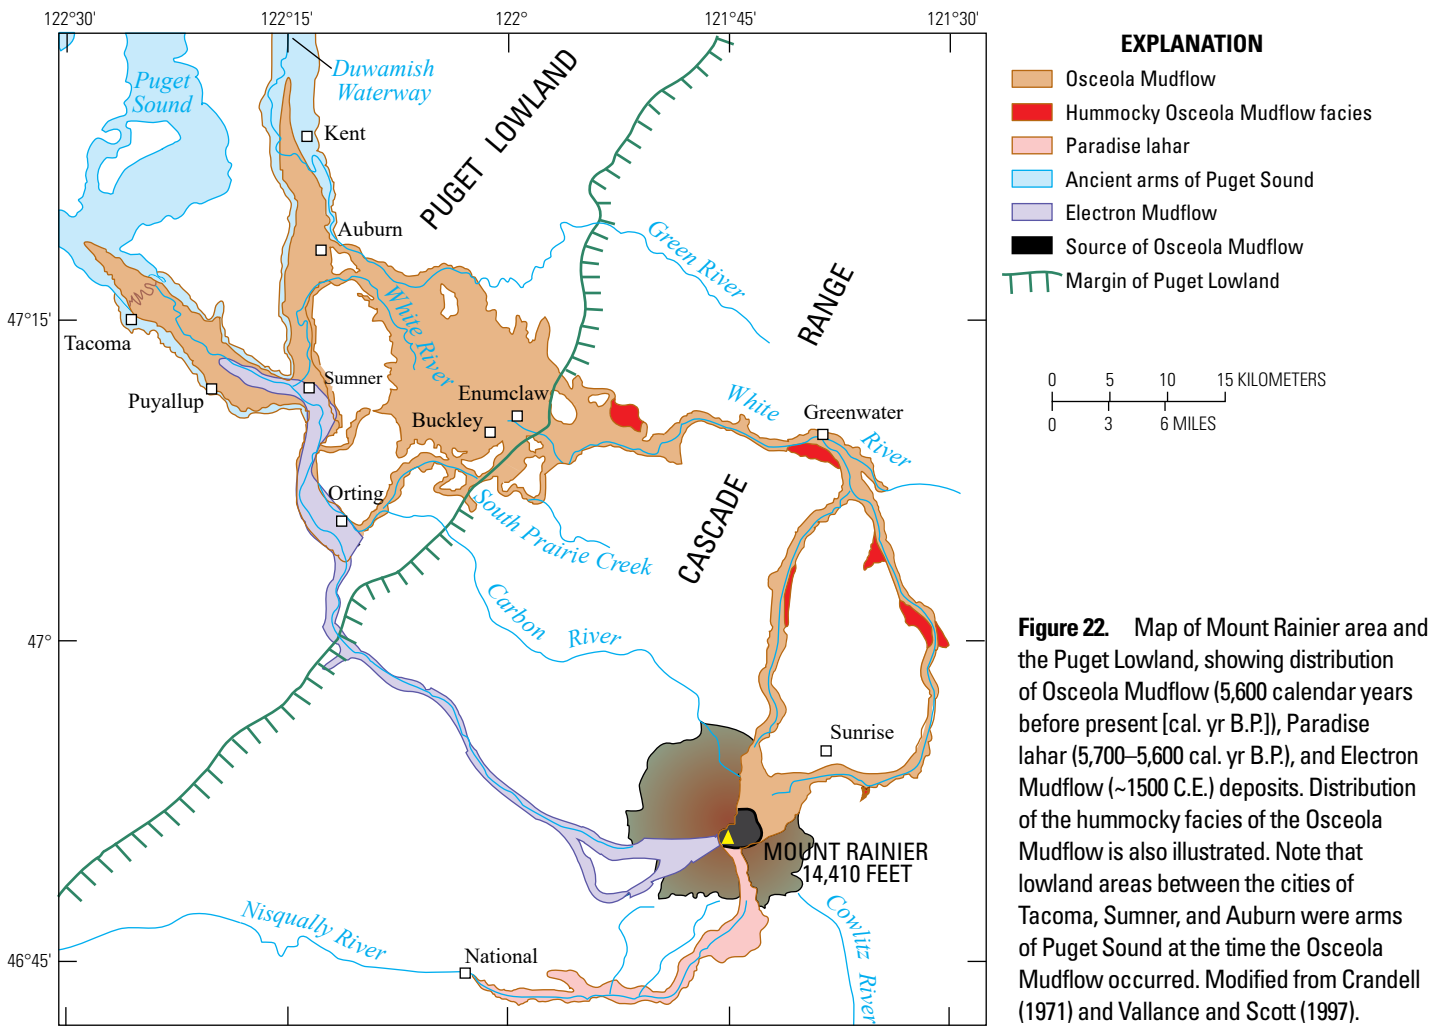 122°30'
122°15'
122°
121°45'
121°30'
Puget
Sound
Duwamish
Waterway
Kent
PUGET LOWLAND
Auburn
Green River
47°15'
Tacoma
White River
RANGE
Sumner
Puyallup
Enumclaw
Buckley
White
River
Greenwater
Orting
South Prairie Creek
CASCADE
Carbon River
47°
Sunrise
MOUNT RAINIER
14,410 FEET
Nisqually River
National
Cowlitz River
46°45'
EXPLANATION
Osceola Mudflow
Hummocky Osceola Mudflow facies
Paradise lahar
Ancient arms of Puget Sound
Electron Mudflow
Source of Osceola Mudflow
Margin of Puget Lowland
0 5 10 15 KILOMETERS
0 3 6 MILES
Figure 22. Map of Mount Rainier area and
the Puget Lowland, showing distribution
of Osceola Mudflow (5,600 calendar years
before present [cal. yr B.P.]), Paradise
lahar (5,700–5,600 cal. yr B.P.), and Electron
Mudflow (~1500 C.E.) deposits. Distribution
of the hummocky facies of the Osceola
Mudflow is also illustrated. Note that
lowland areas between the cities of
Tacoma, Sumner, and Auburn were arms
of Puget Sound at the time the Osceola
Mudflow occurred. Modified from Crandell
(1971) and Vallance and Scott (1997).